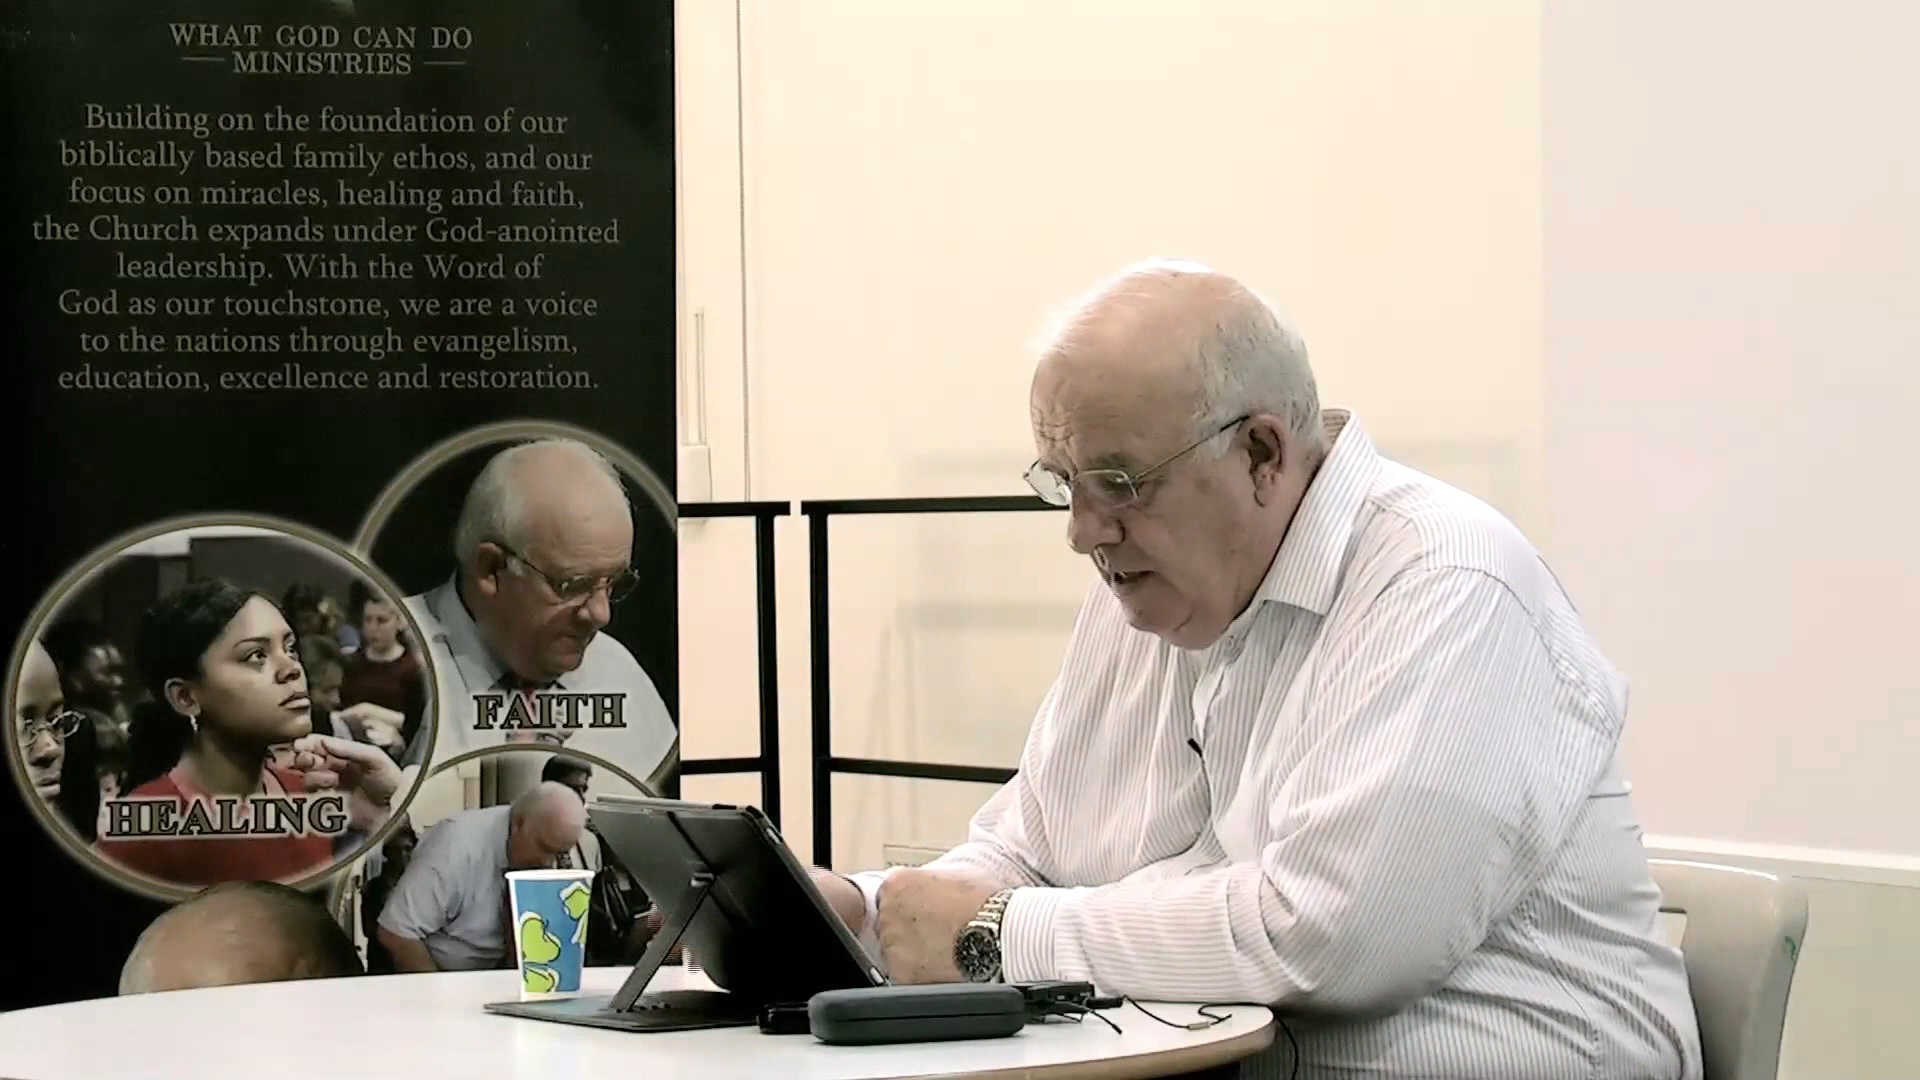 WHAT GOD CAN DO
MINISTRIES
Building on the foundation of our
biblically based family ethos, and our
focus on miracles, healing and faith,
the Church expands under God-anointed
leadership. With the Word of
God as our touchstone, we are a voice
to the nations through evangelism,
education, excellence and restoration.
FAITH
HEALING